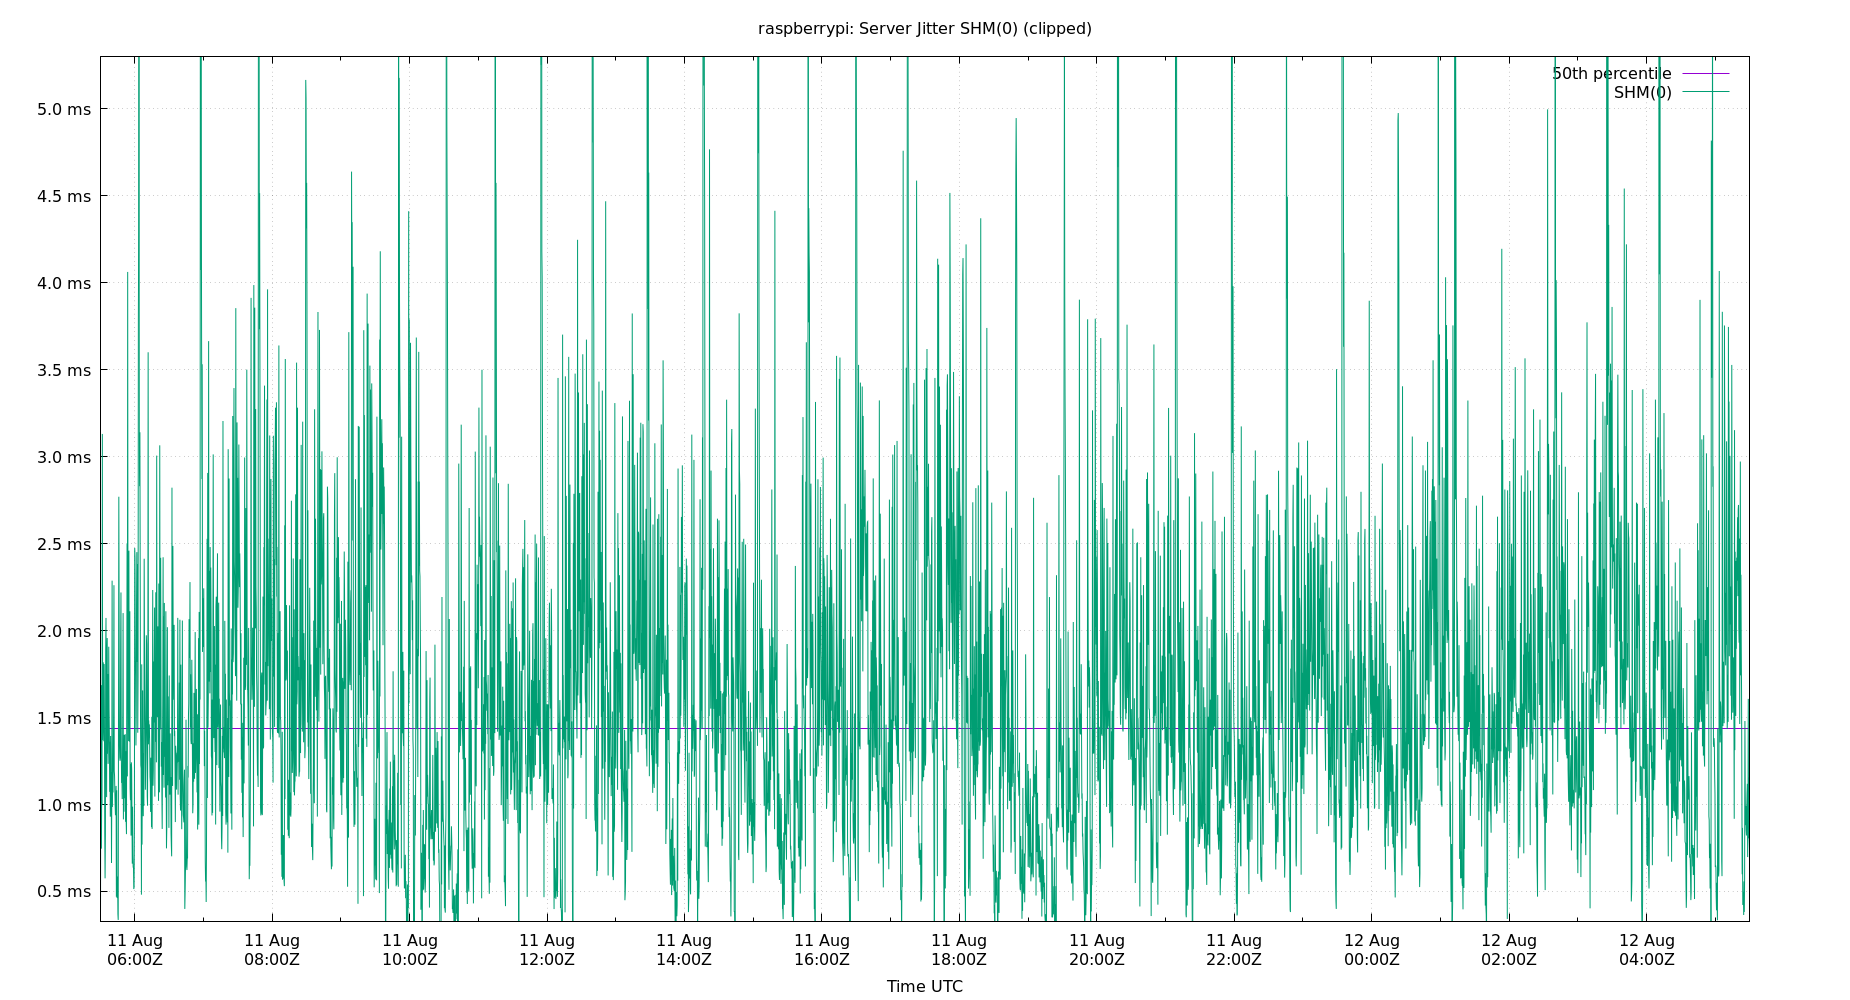 raspberrypi: Server Jitter SHM(0) (clipped)
50th percentile
SHM(0)
5.0 ms
4.5 ms
4.0 ms
3.5 ms
3.0 ms
2.5 ms
2.0 ms
1.5 ms
1.0 ms
0.5 ms
11 Aug 11 Aug 11 Aug 11 Aug 11 Aug 11 Aug 11 Aug 11 Aug 11 Aug 12 Aug 12 Aug 12 Aug
06:00Z 08:00Z 10:00Z 12:00Z 14:00Z 16:00Z 18:00Z 20:00Z 22:00Z 00:00Z 02:00Z 04:00Z
Time UTC